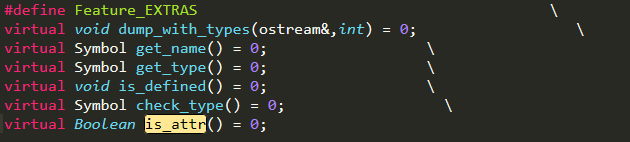 #define Feature_EXTRAS \
virtual void dump_with_types(ostream&,int) = 0; \
virtual Symbol get_name() = 0; \
virtual Symbol get_type() = 0; \
virtual void is_defined() = 0; \
virtual Symbol check_type() = 0; \
virtual Boolean is_attr() = 0;